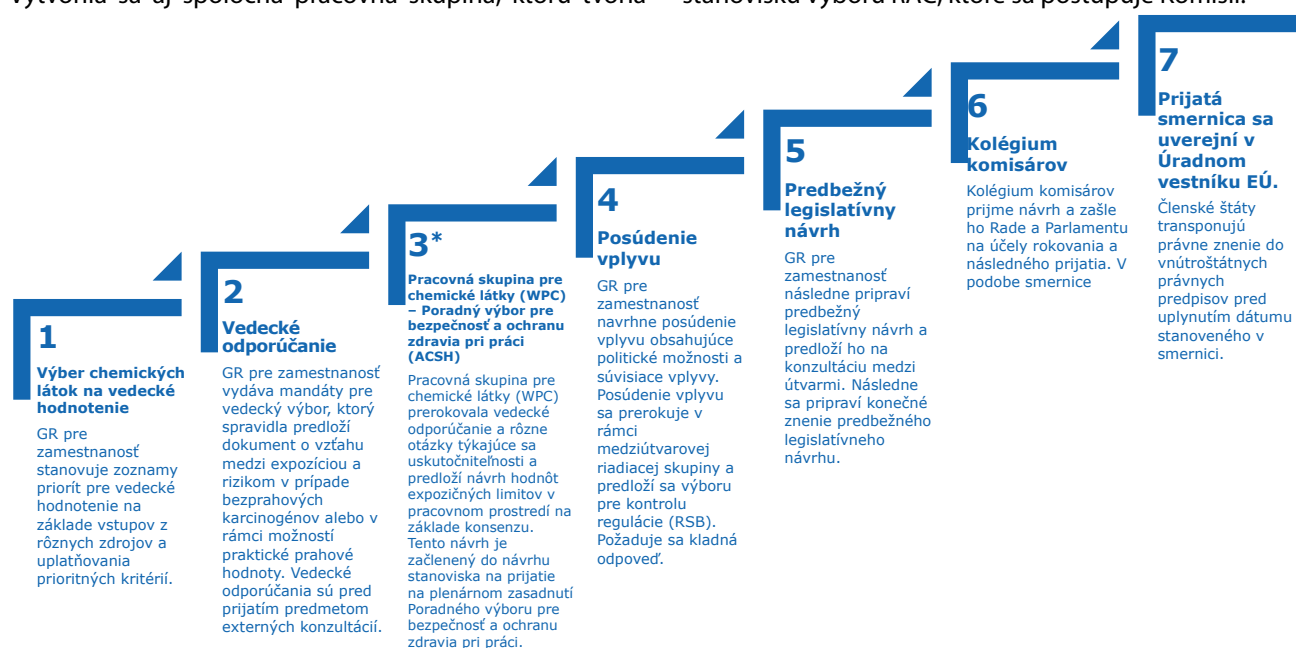 vytvorila sa aj spoločná pracovná skupina, ktorú tvoria
stanoviská výboru RAC, ktoré sa postupuje Komisii.
1
Výber chemických
látok na vedecké
hodnotenie
GR pre
zamestnanosť
stanovuje zoznamy
priorít pre vedecké
hodnotenie na
základe vstupov z
rôznych zdrojov a
uplatňovania
prioritných kritérií.
2
Vedecké
odporúčanie
GR pre zamestnanosť
vydáva mandáty pre
vedecký výbor, ktorý
spravidla predloží
dokument o vzťahu
medzi expozíciou a
rizikom v prípade
bezprahových
karcinogénov alebo v
rámci možností
praktické prahové
hodnoty. Vedecké
odporúčania sú pred
prijatím predmetom
externých konzultácií.
3*
Pracovná skupina pre
chemické látky (WPC)
– Poradný výbor pre
bezpečnosť a ochranu
zdravia pri práci
(ACSH)
Pracovná skupina pre
chemické látky (WPC)
prerokovala vedecké
odporúčanie a rôzne
otázky týkajúce sa
uskutočniteľnosti a
predloží návrh hodnôt
expozičných limitov v
pracovnom prostredí na
základe konsenzu.
Tento návrh je
začlenený do návrhu
stanoviska na prijatie
na plenárnom zasadnutí
Poradného výboru pre
bezpečnosť a ochranu
zdravia pri práci.
4
Posúdenie
vplyvu
GR pre
zamestnanosť
navrhne posúdenie
vplyvu obsahujúce
politické možnosti a
súvisiace vplyvy.
Posúdenie vplyvu
sa prerokuje v
rámci
medziútvarovej
riadiacej skupiny a
predloží sa výboru
pre kontrolu
regulácie (RSB).
Požaduje sa kladná
odpoveď.
5
Predbežný
legislatívny
návrh
GR pre
zamestnanosť
následne pripraví
predbežný
legislatívny návrh a
predloží ho na
konzultáciu medzi
útvarmi. Následne
sa pripraví konečné
znenie predbežného
legislatívneho
návrhu.
6
Kolégium
komisárov
Kolégium komisárov
prijme návrh a zašle
ho Rade a Parlamentu
na účely rokovania a
následného prijatia. V
podobe smernice
7
Prijatá
smernica sa
uverejní v
Úradnom
vestníku EÚ.
Členské štáty
transponujú
právne znenie do
vnútroštátnych
právnych
predpisov pred
uplynutím dátumu
stanoveného v
smernici.